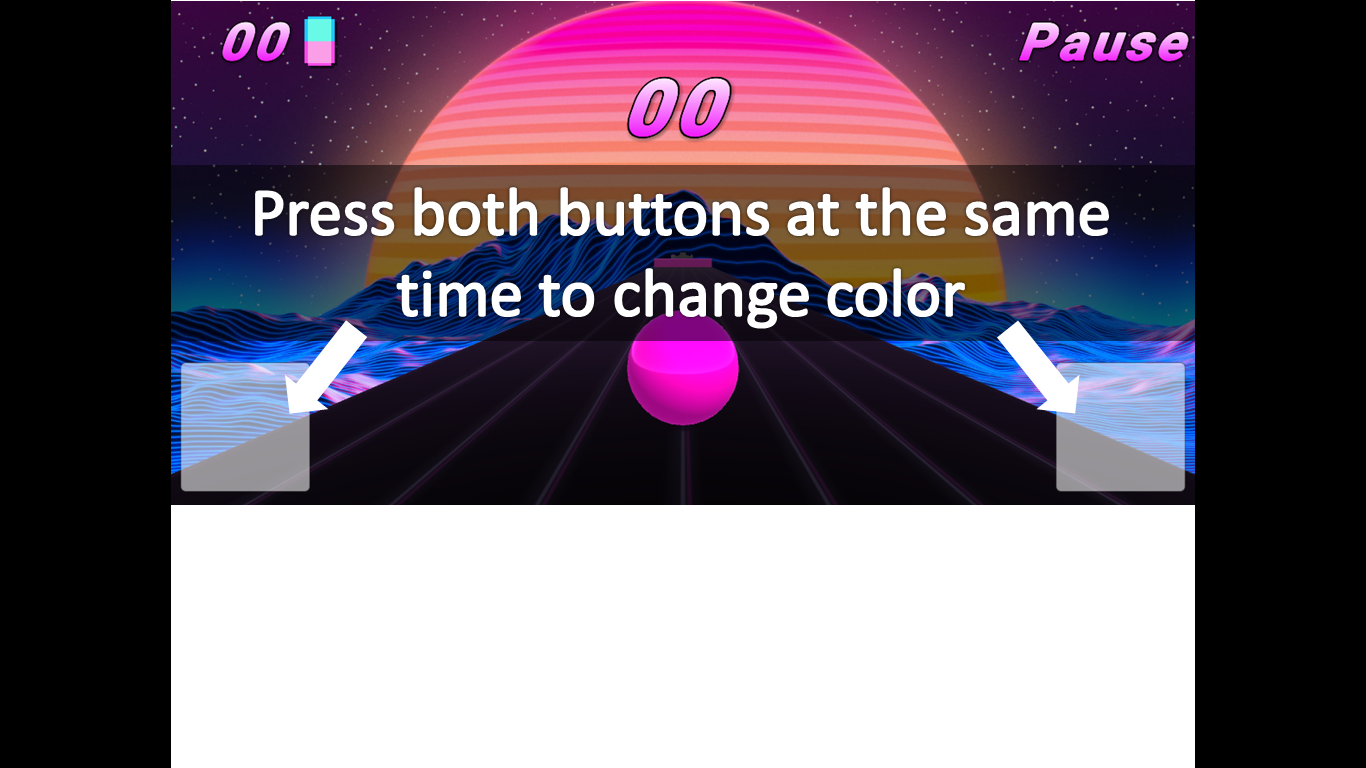 00
Pause
00
Press both buttons at the same
time to change color